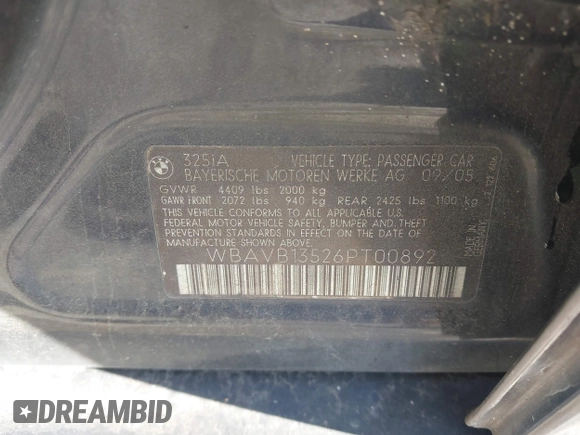 BMW
325iA VEHICLE TYPE: PASSENGER CAR
BAYERISCHE MOTOREN WERKE AG 09/05
GVWR 4409 lbs 2000 kg
GAWR FRONT 2072 lbs 940 kg REAR 2425 lbs 1100 kg
THIS VEHICLE CONFORMS TO ALL APPLICABLE U.S.
FEDERAL MOTOR VEHICLE SAFETY, BUMPER AND THEFT
PREVENTION STANDARDS IN EFFECT ON THE DATE OF
MANUFACTURE SHOWN ABOVE.
WBAVB13526PT00892
MADE IN
GERMANY
DREAMBID